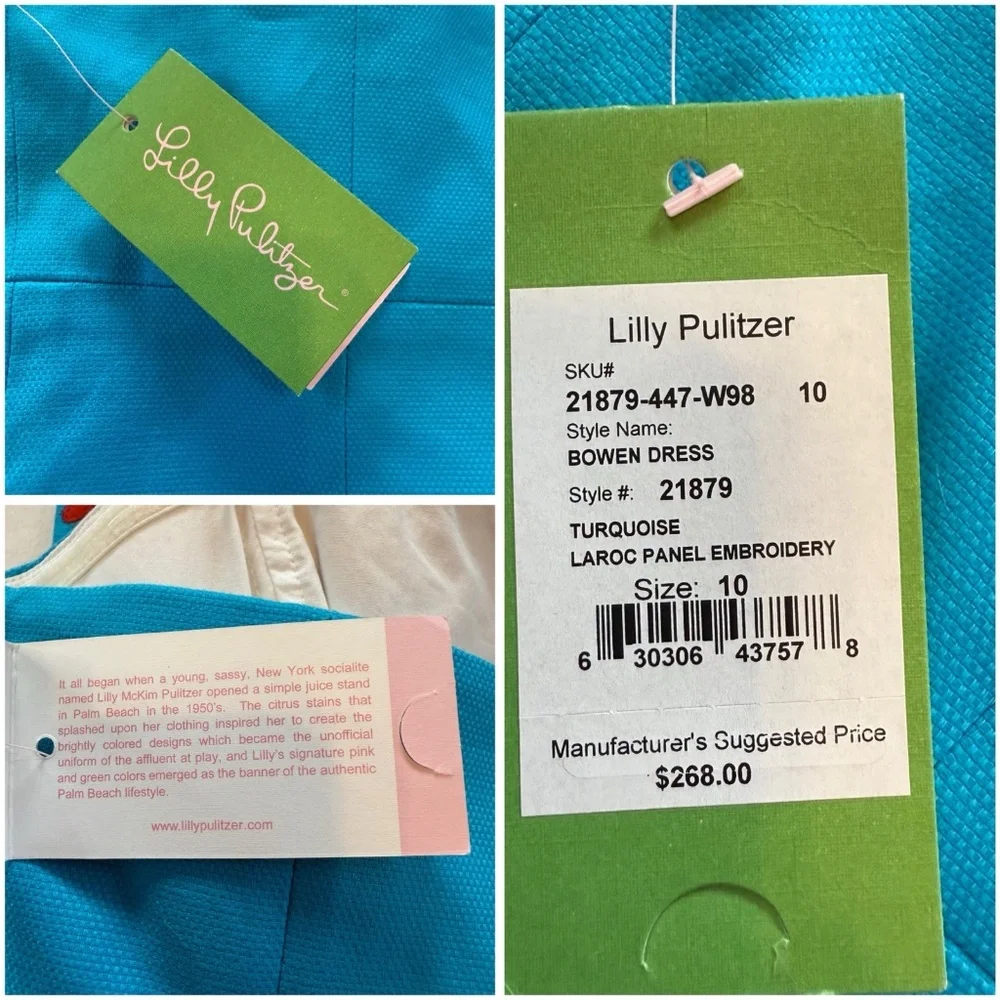 Lilly Pulitzer®
It all began when a young, sassy, New York socialite
named Lilly McKim Pulitzer opened a simple juice stand
in Palm Beach in the 1950's. The citrus stains that
splashed upon her clothing inspired her to create the
brightly colored designs which became the unofficial
uniform of the affluent at play, and Lilly's signature pink
and green colors emerged as the banner of the authentic
Palm Beach lifestyle.
www.lillypulitzer.com
Lilly Pulitzer
SKU#
21879-447-W98 10
Style Name:
BOWEN DRESS
Style #: 21879
TURQUOISE
LAROC PANEL EMBROIDERY
Size: 10
6 30306 43757 8
Manufacturer's Suggested Price
$268.00